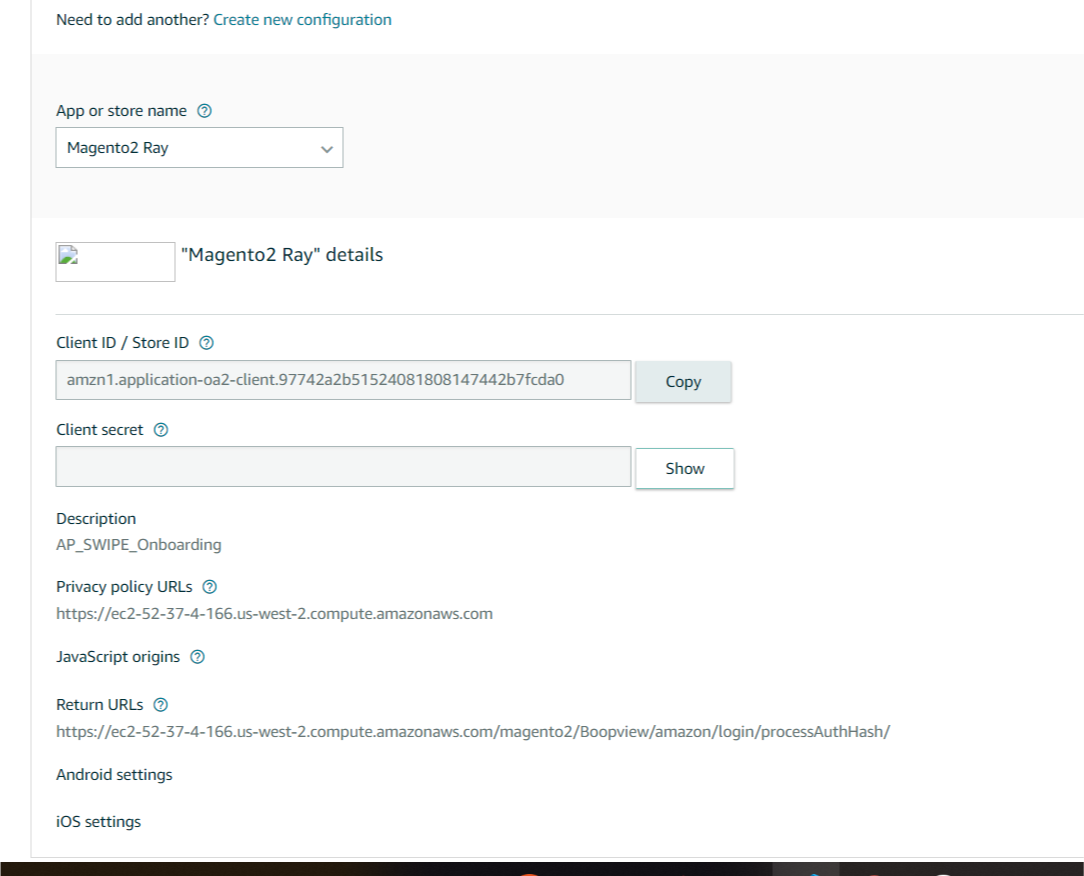 Need to add another? Create new configuration
App or store name
Magento2 Ray
"Magento2 Ray" details
Client ID / Store ID
amzn1.application-oa2-client.97742a2b51524081808147442b7fcda0
Copy
Client secret
Show
Description
AP_SWIPE_Onboarding
Privacy policy URLs
https://ec2-52-37-4-166.us-west-2.compute.amazonaws.com
JavaScript origins
Return URLs
https://ec2-52-37-4-166.us-west-2.compute.amazonaws.com/magento2/Boopview/amazon/login/processAuthHash/
Android settings
iOS settings